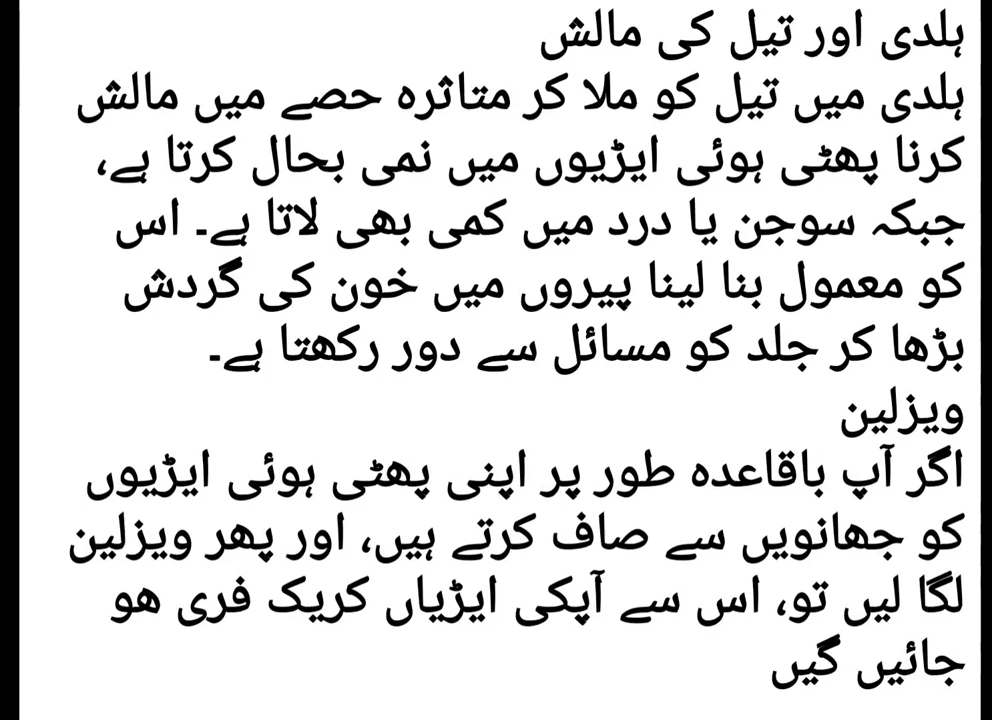 ہلدی اور تیل کی مالش
ہلدی میں تیل کو ملا کر متاثرہ حصے میں مالش
کرنا پھٹی ہوئی ایڑیوں میں نمی بحال کرتا ہے،
جبکہ سوجن یا درد میں کمی بھی لاتا ہے۔ اس
کو معمول بنا لینا پیروں میں خون کی گردش
بڑھا کر جلد کو مسائل سے دور رکھتا ہے۔
ویزلین
اگر آپ باقاعدہ طور پر اپنی پھٹی ہوئی ایڑیوں
کو جھانویں سے صاف کرتے ہیں، اور پھر ویزلین
لگا لیں تو، اس سے آپکی ایڑیاں کریک فری ھو
جائیں گیں